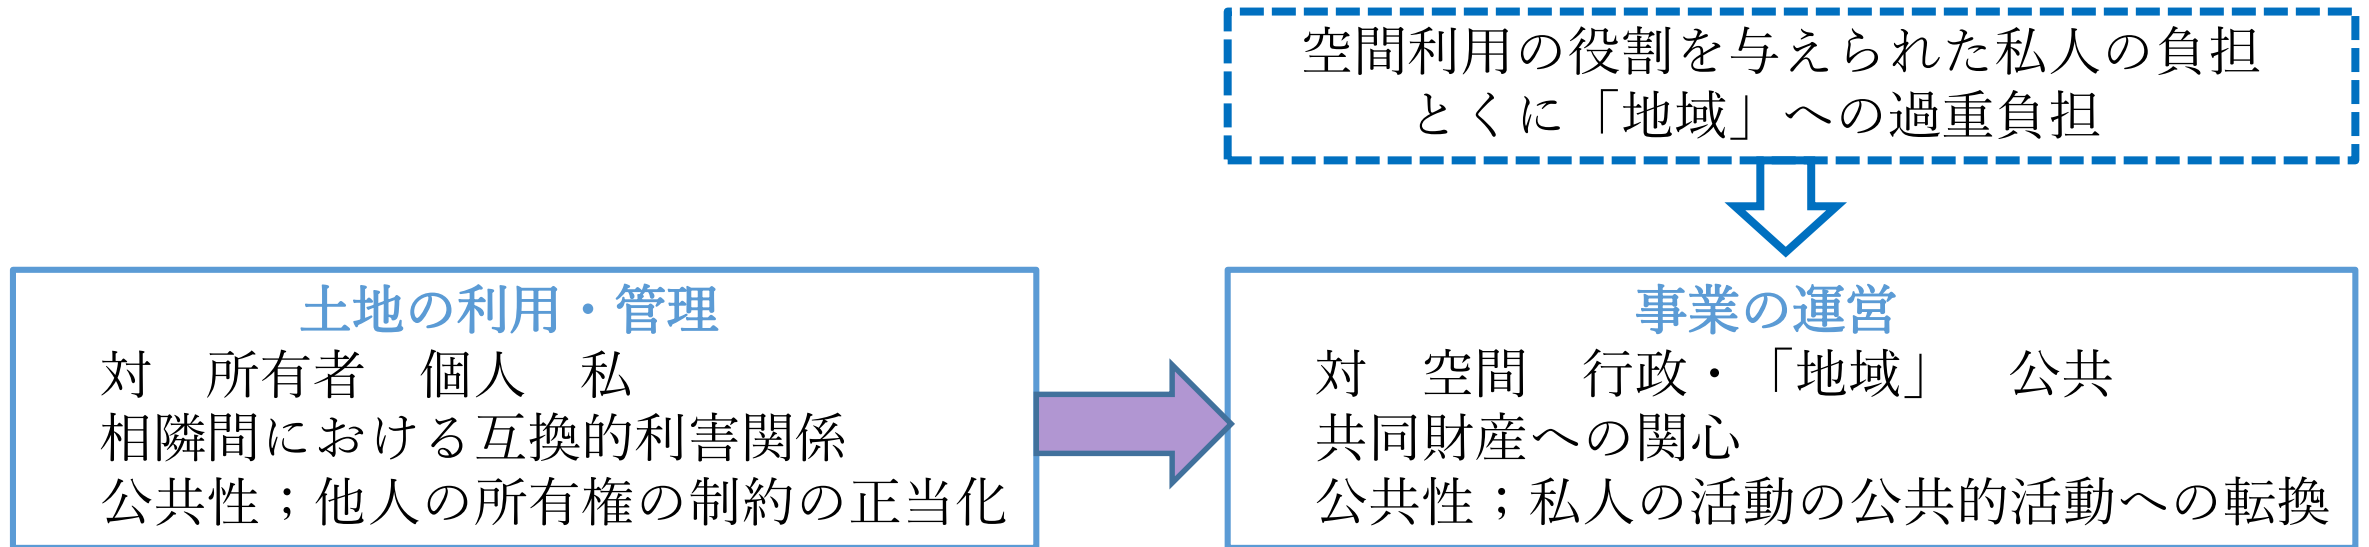 空間利用の役割を与えられた私人の負担
とくに「地域」への過重負担
土地の利用・管理
対　所有者　個人　私
相隣間における互換的利害関係
公共性；他人の所有権の制約の正当化
事業の運営
対　空間　行政・「地域」　公共
共同財産への関心
公共性；私人の活動の公共的活動への転換